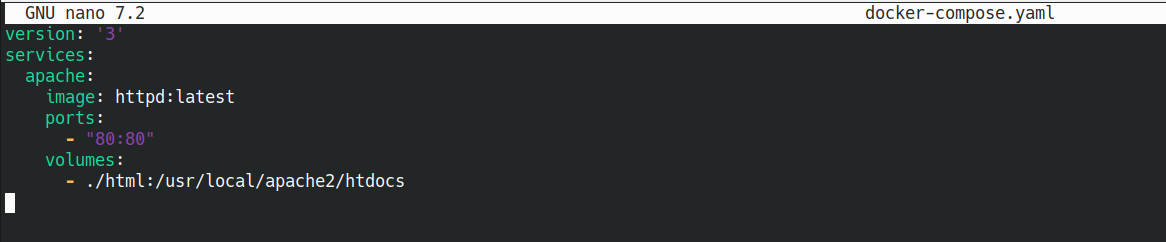 GNU nano 7.2 docker-compose.yaml
version: '3'
services:
  apache:
    image: httpd:latest
    ports:
      - "80:80"
    volumes:
      - ./html:/usr/local/apache2/htdocs